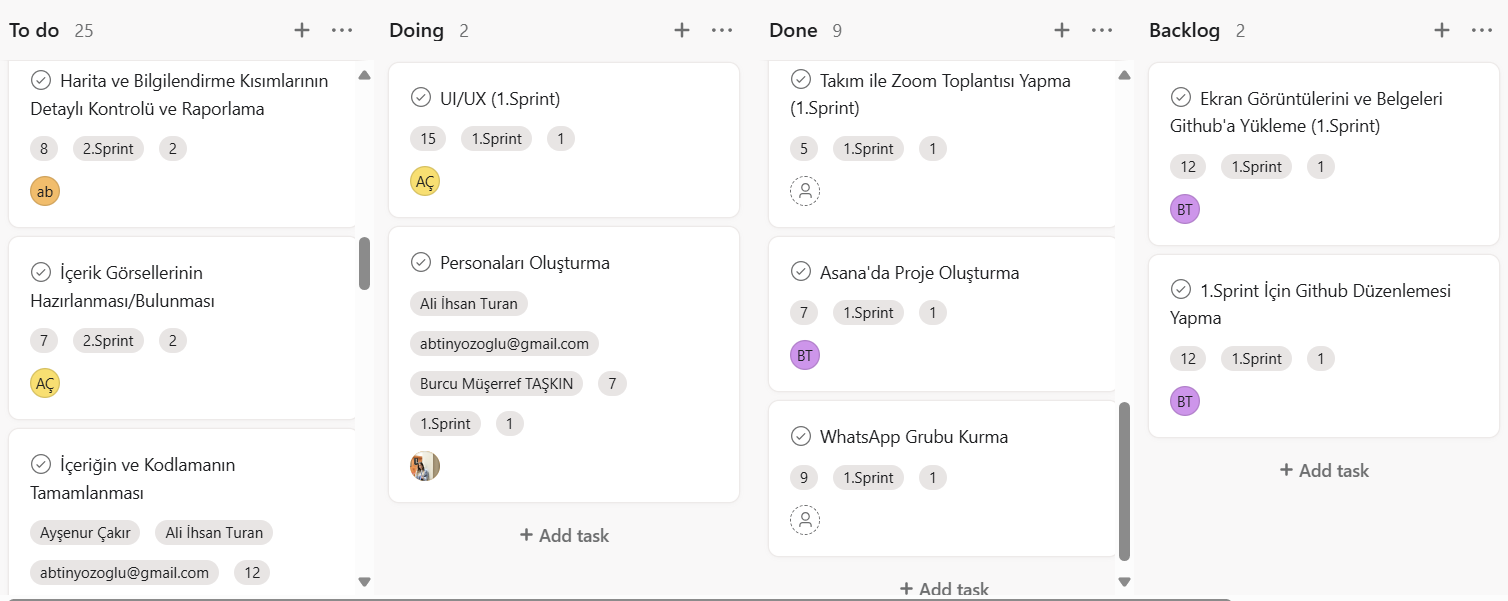 To do 25
Harita ve Bilgilendirme Kısımlarının
Detaylı Kontrolü ve Raporlama
8 2.Sprint 2
ab
İçerik Görsellerinin
Hazırlanması/Bulunması
7 2.Sprint 2
AÇ
İçeriğin ve Kodlamanın
Tamamlanması
Ayşenur Çakır Ali İhsan Turan
abtinyozoglu@gmail.com 12
Doing 2
UI/UX (1.Sprint)
15 1.Sprint 1
AÇ
Personaları Oluşturma
Ali İhsan Turan
abtinyozoglu@gmail.com
Burcu Müşerref TAŞKIN 7
1.Sprint 1
+ Add task
Done 9
Takım ile Zoom Toplantısı Yapma
(1.Sprint)
5 1.Sprint 1
Asana'da Proje Oluşturma
7 1.Sprint 1
BT
WhatsApp Grubu Kurma
9 1.Sprint 1
+ Add task
Backlog 2
Ekran Görüntülerini ve Belgeleri
Github'a Yükleme (1.Sprint)
12 1.Sprint 1
BT
1.Sprint İçin Github Düzenlemesi
Yapma
12 1.Sprint 1
BT
+ Add task